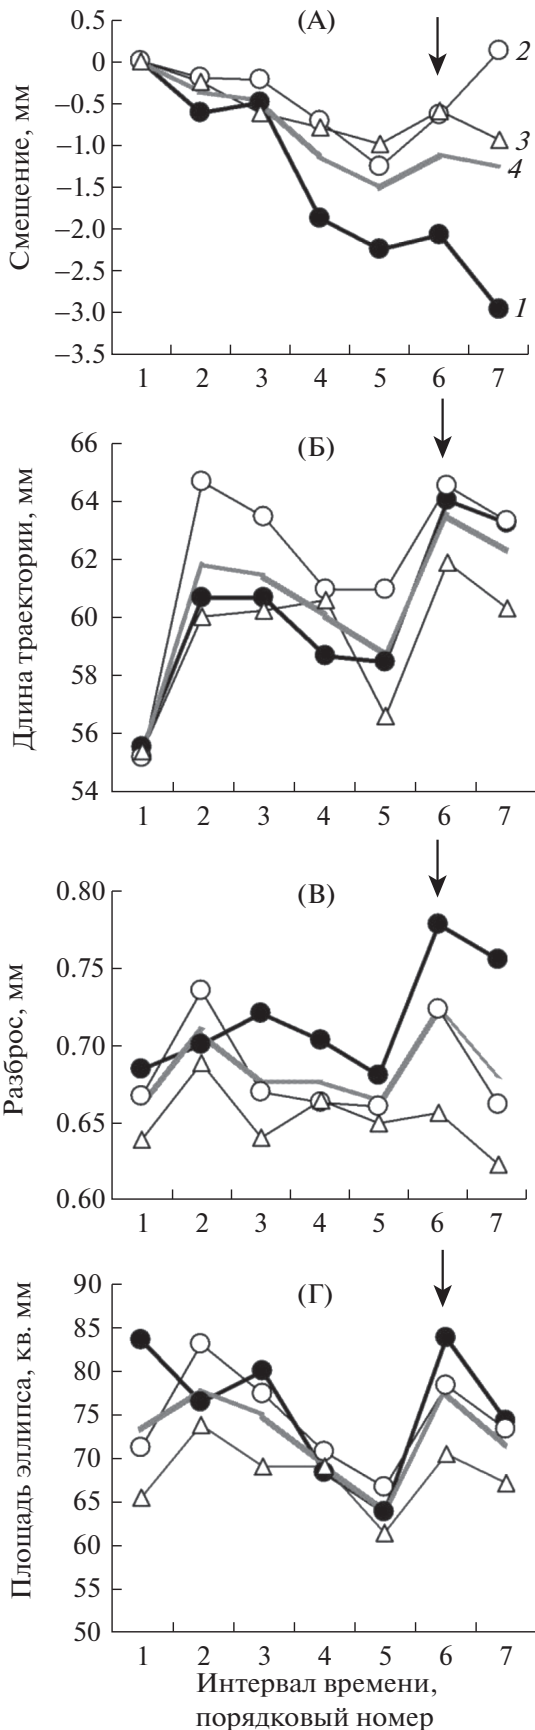 (А)
Смещение, мм
0.5
0
−0.5
−1.0
−1.5
−2.0
−2.5
−3.0
−3.5
2
3
4
1
1 2 3 4 5 6 7
(Б)
Длина траектории, мм
66
64
62
60
58
56
54
1 2 3 4 5 6 7
(В)
Разброс, мм
0.80
0.75
0.70
0.65
0.60
1 2 3 4 5 6 7
(Г)
Площадь эллипса, кв. мм
90
85
80
75
70
65
60
55
50
1 2 3 4 5 6 7
Интервал времени,
порядковый номер